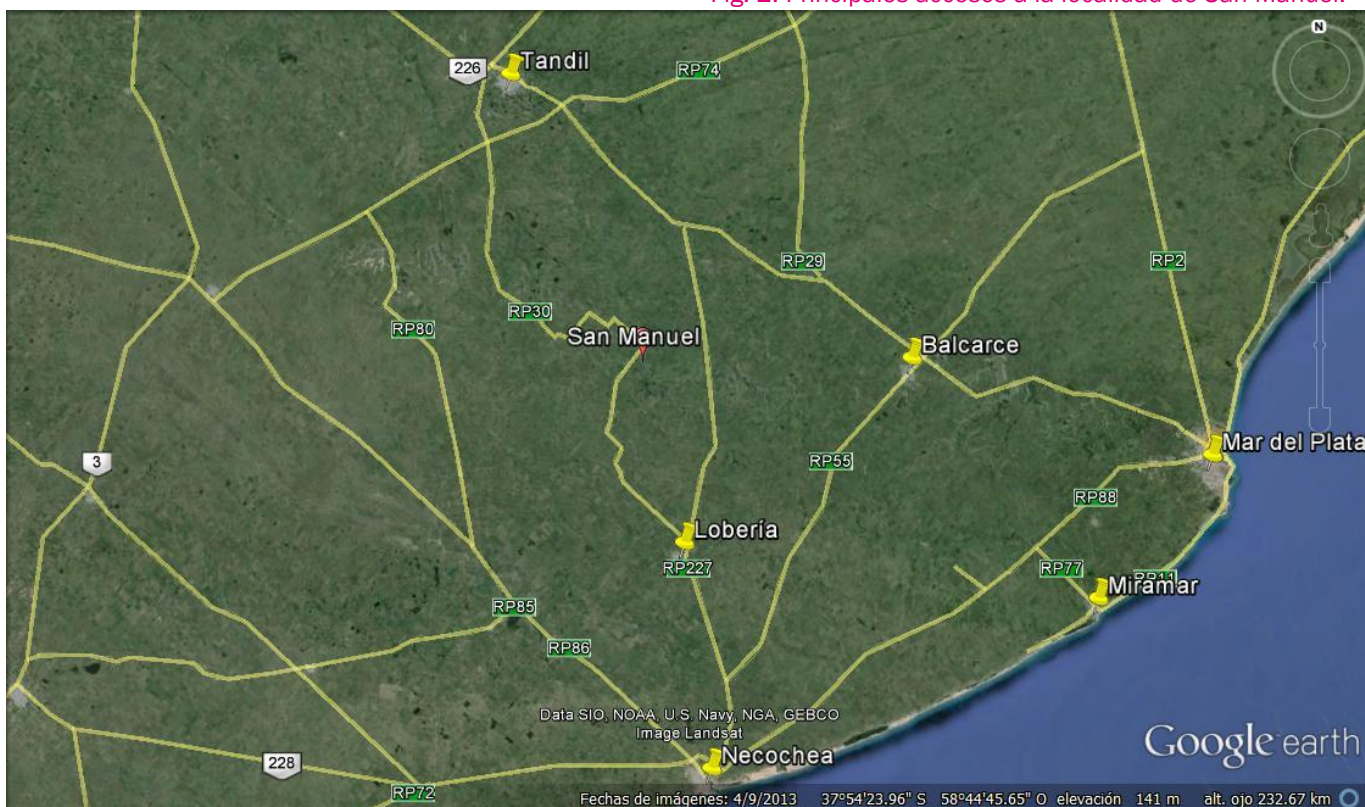 Fig. 2. Principales accesos a la localidad de San Manuel.
N
Tandil
226
RP74
RP29
RP2
RP30
RP80
San Manuel
Balcarce
3
Mar del Plata
RP55
RP88
Lobería
RP227
RP77
RP11
Miramar
RP85
RP86
Data SIO, NOAA, U.S. Navy, NGA, GEBCO
Image Landsat
Google earth
Necochea
228
RP72
Fechas de imágenes: 4/9/2013 37°54'23.96" S 58°44'45.65" O elevación 141 m alt. ojo 232.67 km